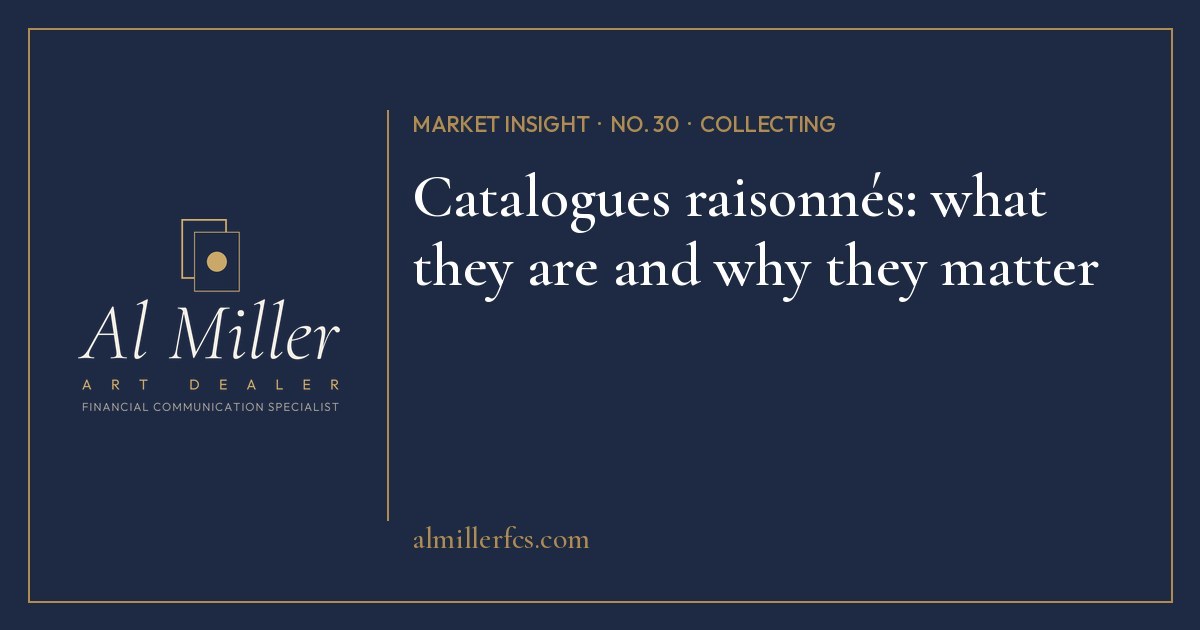 Al Miller
ART DEALER
FINANCIAL COMMUNICATION SPECIALIST
MARKET INSIGHT · NO. 30 · COLLECTING
Catalogues raisonnés: what
they are and why they matter
almillerfcs.com